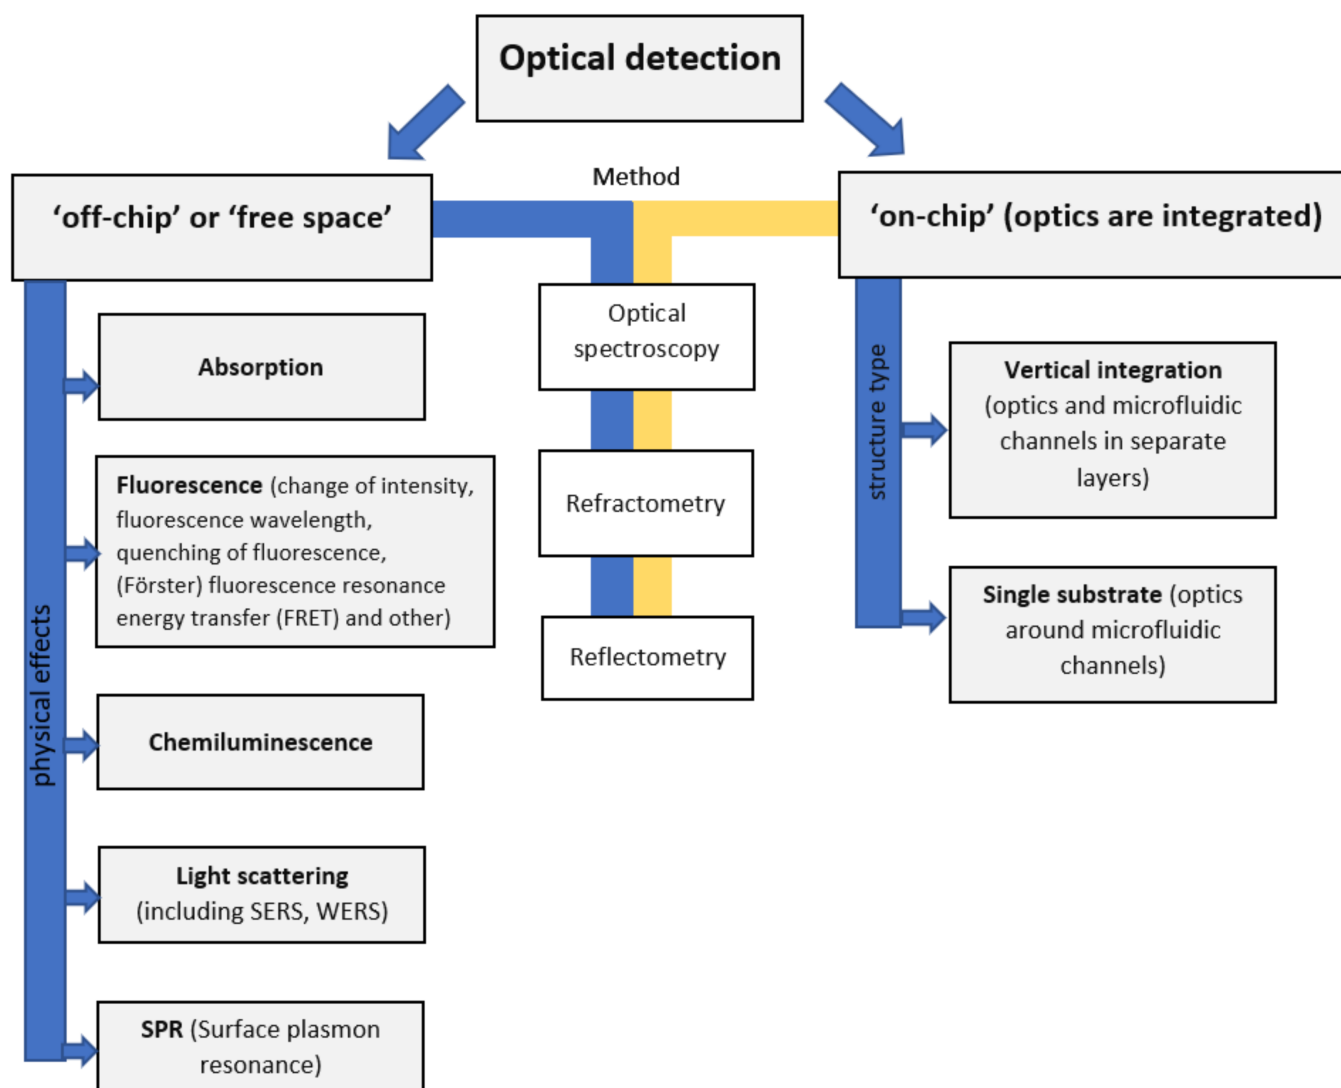 Optical detection
Method
‘off-chip’ or ‘free space’
‘on-chip’ (optics are integrated)
physical effects
Absorption
Fluorescence (change of intensity,
fluorescence wavelength,
quenching of fluorescence,
(Förster) fluorescence resonance
energy transfer (FRET) and other)
Chemiluminescence
Light scattering
(including SERS, WERS)
SPR (Surface plasmon
resonance)
Optical
spectroscopy
Refractometry
Reflectometry
structure type
Vertical integration
(optics and microfluidic
channels in separate
layers)
Single substrate (optics
around microfluidic
channels)